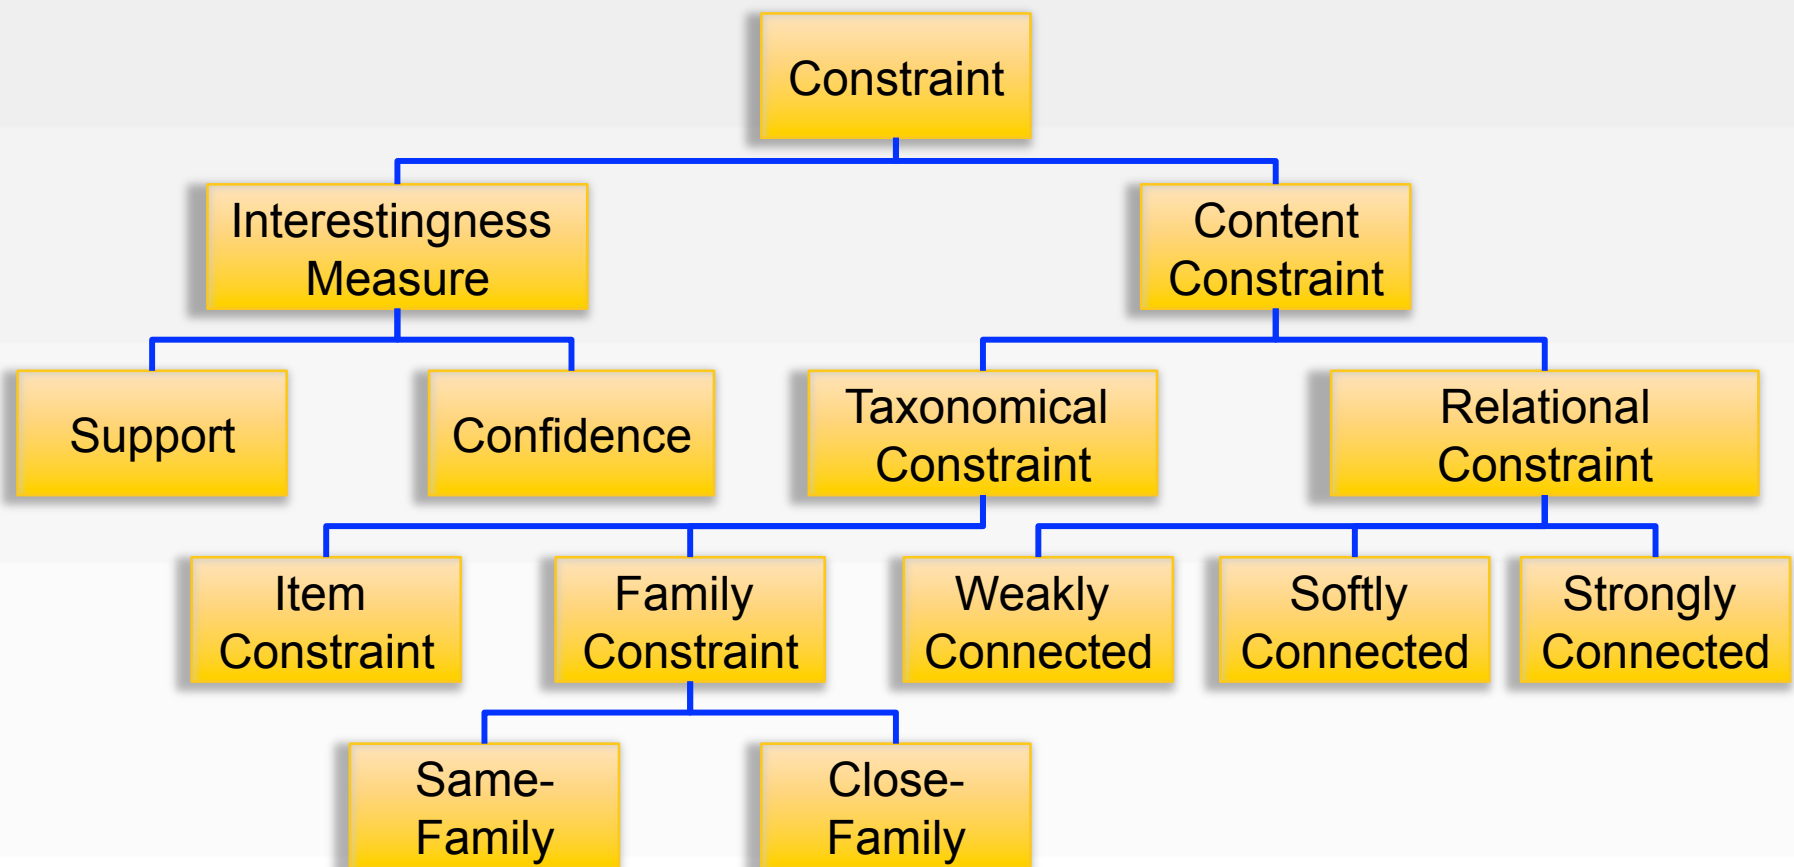 Constraint
Interestingness
Measure
Content
Constraint
Support
Confidence
Taxonomical
Constraint
Relational
Constraint
Item
Constraint
Family
Constraint
Weakly
Connected
Softly
Connected
Strongly
Connected
Same-
Family
Close-
Family